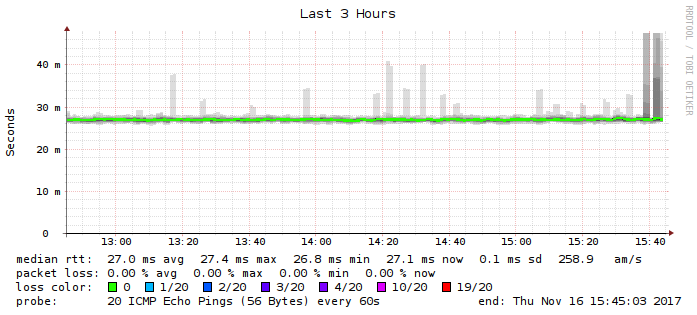 Last 3 Hours
RRDTOOL / TOBI OETIKER
Seconds
40 m
30 m
20 m
10 m
0
13:00 13:20 13:40 14:00 14:20 14:40 15:00 15:20 15:40
median rtt: 27.0 ms avg 27.4 ms max 26.8 ms min 27.1 ms now 0.1 ms sd 258.9 am/s
packet loss: 0.00 % avg 0.00 % max 0.00 % min 0.00 % now
loss color: 0 1/20 2/20 3/20 4/20 10/20 19/20
probe: 20 ICMP Echo Pings (56 Bytes) every 60s end: Thu Nov 16 15:45:03 2017